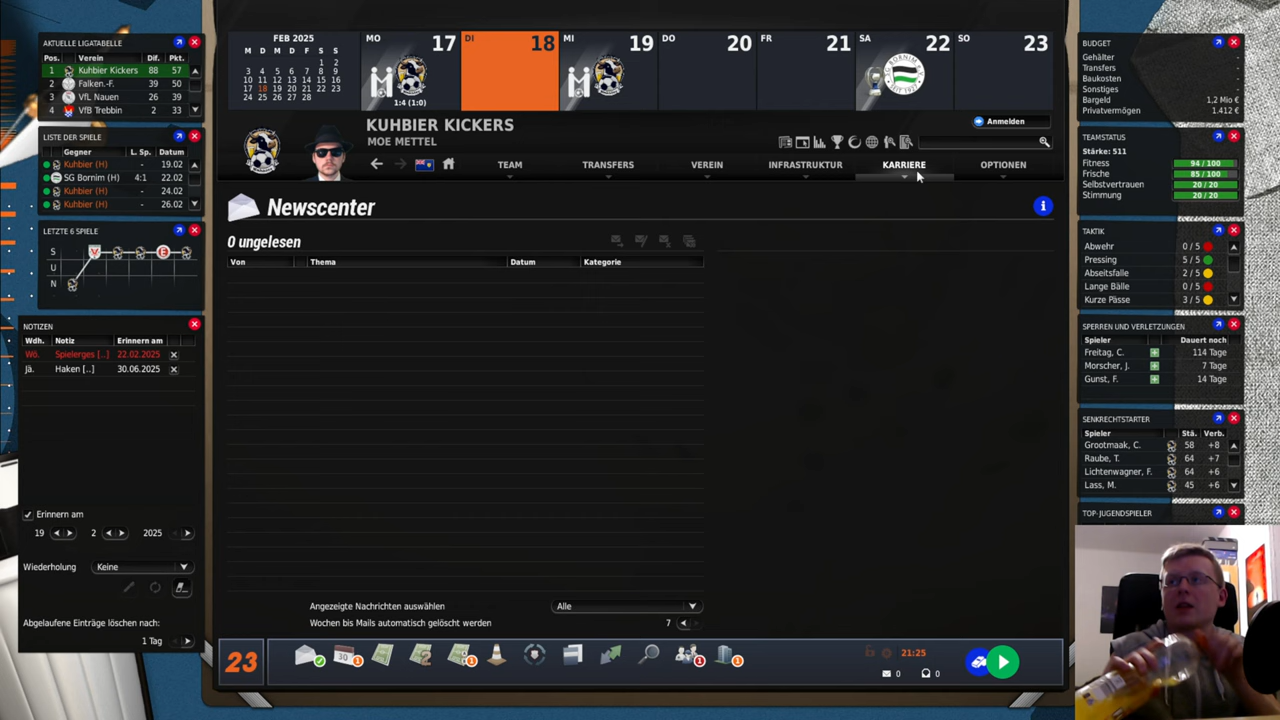 AKTUELLE LIGATABELLE
Pos. Verein Dif. Pkt.
1 Kuhbier Kickers 88 57
2 Falken.-F. 39 50
3 VfL Nauen 26 39
4 VfB Trebbin 2 33
LISTE DER SPIELE
Gegner L. Sp. Datum
Kuhbier (H) - 19.02
SG Bornim (H) 4:1 22.02
Kuhbier (H) - 24.02
Kuhbier (H) - 26.02
LETZTE 6 SPIELE
S
U
N
NOTIZEN
Wdh. Notiz Erinnern am
Wö. Spielerges [..] 22.02.2025
Jä. Haken [..] 30.06.2025
Erinnern am
19 2 2025
Wiederholung Keine
Abgelaufene Einträge löschen nach:
1 Tag
FEB 2025
M D M D F S S
1 2
3 4 5 6 7 8 9
10 11 12 13 14 15 16
17 18 19 20 21 22 23
24 25 26 27 28
MO 17
1:4 (1:0)
DI 18
MI 19
DO 20
FR 21
SA 22
SG BORNIM e.V.
SEIT 1927
SO 23
KUHBIER KICKERS
MOE METTEL
Anmelden
TEAM TRANSFERS VEREIN INFRASTRUKTUR KARRIERE OPTIONEN
Newscenter
0 ungelesen
Von Thema Datum Kategorie
Angezeigte Nachrichten auswählen Alle
Wochen bis Mails automatisch gelöscht werden 7
23
30 1 2 1 1 1
21:25
0 0
BUDGET
Gehälter -
Transfers -
Baukosten -
Sonstiges -
Bargeld 1,2 Mio €
Privatvermögen 1.412 €
TEAMSTATUS
Stärke: 511
Fitness 94 / 100
Frische 85 / 100
Selbstvertrauen 20 / 20
Stimmung 20 / 20
TAKTIK
Abwehr 0 / 5
Pressing 5 / 5
Abseitsfalle 2 / 5
Lange Bälle 0 / 5
Kurze Pässe 3 / 5
SPERREN UND VERLETZUNGEN
Spieler Dauert noch
Freitag, C. 114 Tage
Morscher, J. 7 Tage
Gunst, F. 14 Tage
SENKRECHTSTARTER
Spieler Stä. Verb.
Grootmaak, C. 58 +8
Raube, T. 64 +7
Lichtenwagner, F. 64 +6
Lass, M. 45 +6
TOP-JUGENDSPIELER